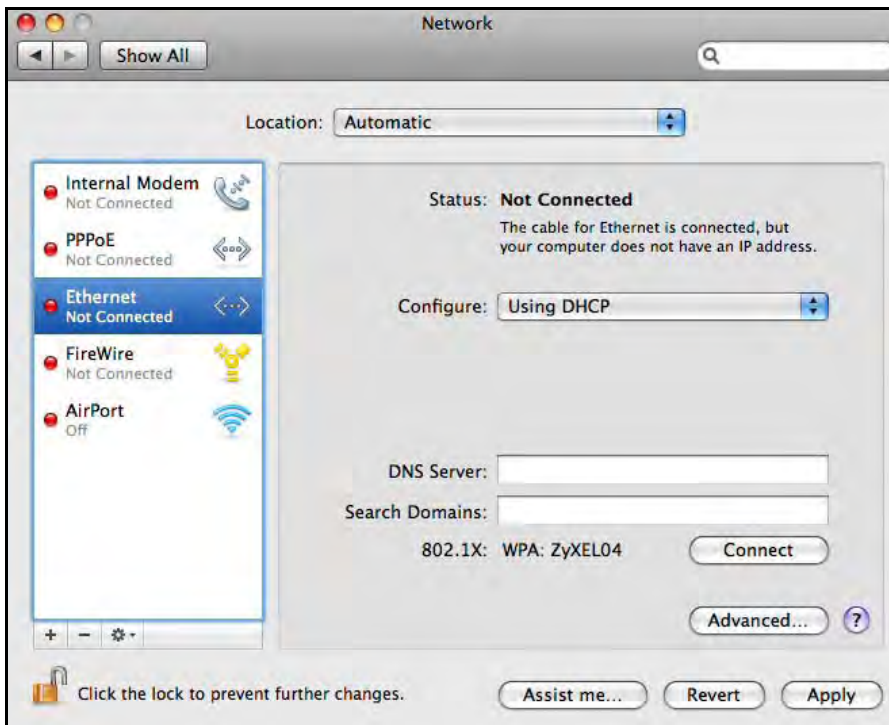 Network
Show All
Location: Automatic
Internal Modem
Not Connected
PPPoE
Not Connected
Ethernet
Not Connected
FireWire
Not Connected
AirPort
Off
Status: Not Connected
The cable for Ethernet is connected, but
your computer does not have an IP address.
Configure: Using DHCP
DNS Server:
Search Domains:
802.1X: WPA: ZyXEL04 Connect
Advanced... ?
Click the lock to prevent further changes.
Assist me... Revert Apply